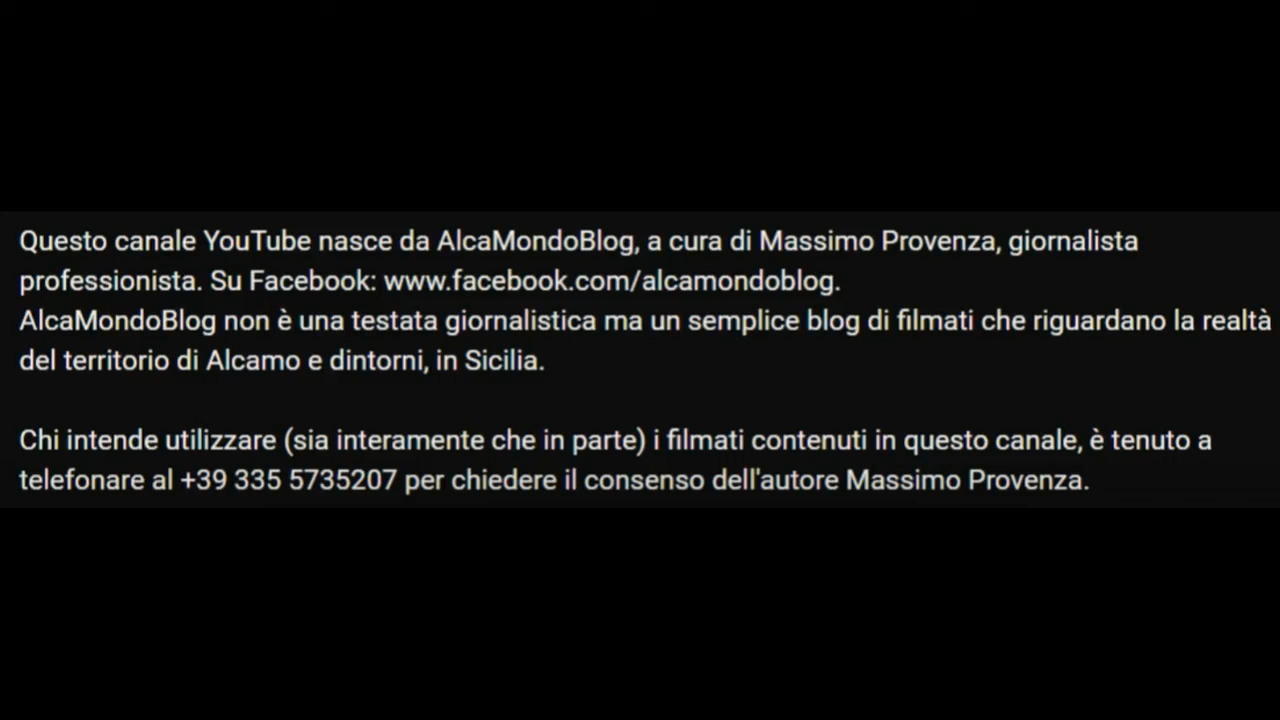 Questo canale YouTube nasce da AlcaMondoBlog, a cura di Massimo Provenza, giornalista
professionista. Su Facebook: www.facebook.com/alcamondoblog.
AlcaMondoBlog non è una testata giornalistica ma un semplice blog di filmati che riguardano la realtà
del territorio di Alcamo e dintorni, in Sicilia.
Chi intende utilizzare (sia interamente che in parte) i filmati contenuti in questo canale, è tenuto a
telefonare al +39 335 5735207 per chiedere il consenso dell'autore Massimo Provenza.